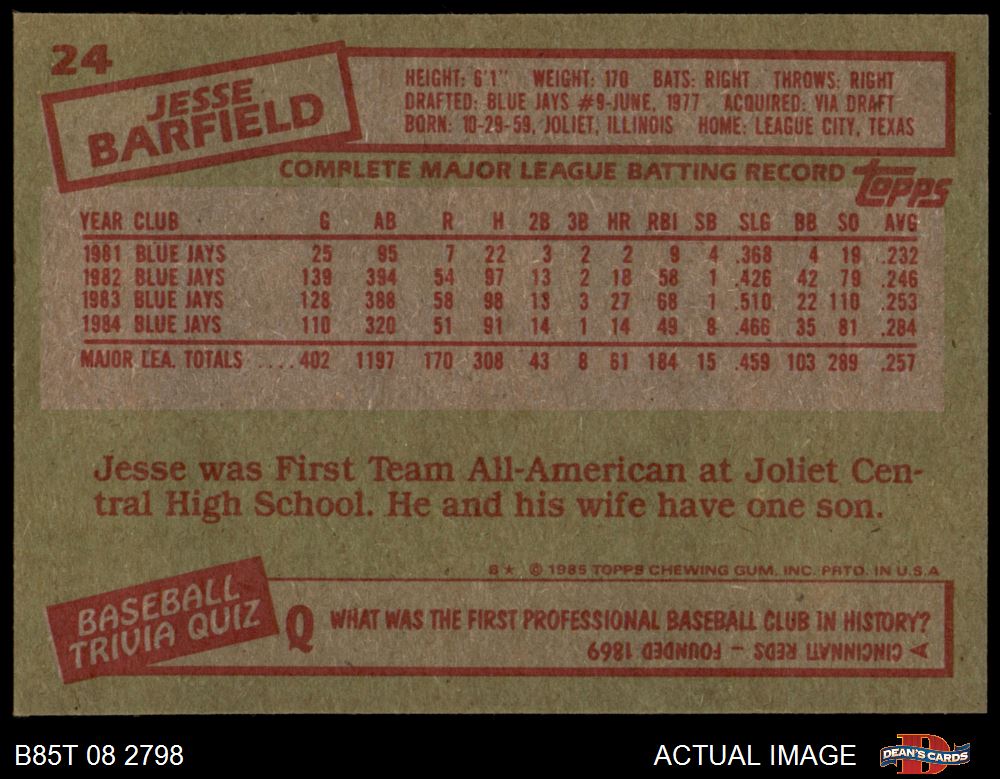 24
JESSE
BARFIELD
HEIGHT: 6'1" WEIGHT: 170 BATS: RIGHT THROWS: RIGHT
DRAFTED: BLUE JAYS #9-JUNE, 1977 ACQUIRED: VIA DRAFT
BORN: 10-29-59, JOLIET, ILLINOIS HOME: LEAGUE CITY, TEXAS
COMPLETE MAJOR LEAGUE BATTING RECORD topps
YEAR CLUB G AB R H 2B 3B HR RBI SB SLG BB SO AVG
1981 BLUE JAYS 25 95 7 22 3 2 2 9 4 .368 4 19 .232
1982 BLUE JAYS 139 394 54 97 13 2 18 58 1 .426 42 79 .246
1983 BLUE JAYS 128 388 58 98 13 3 27 68 1 .510 22 110 .253
1984 BLUE JAYS 110 320 51 91 14 1 14 49 8 .466 35 81 .284
MAJOR LEA. TOTALS ....402 1197 170 308 43 8 61 184 15 .459 103 289 .257
Jesse was First Team All-American at Joliet Cen-
tral High School. He and his wife have one son.
B★ © 1985 TOPPS CHEWING GUM, INC. PRTD. IN U.S.A
BASEBALL
TRIVIA QUIZ
Q WHAT WAS THE FIRST PROFESSIONAL BASEBALL CLUB IN HISTORY?
A CINCINNATI REDS – FOUNDED 1869
B85T 08 2798 ACTUAL IMAGE DEAN'S CARDS